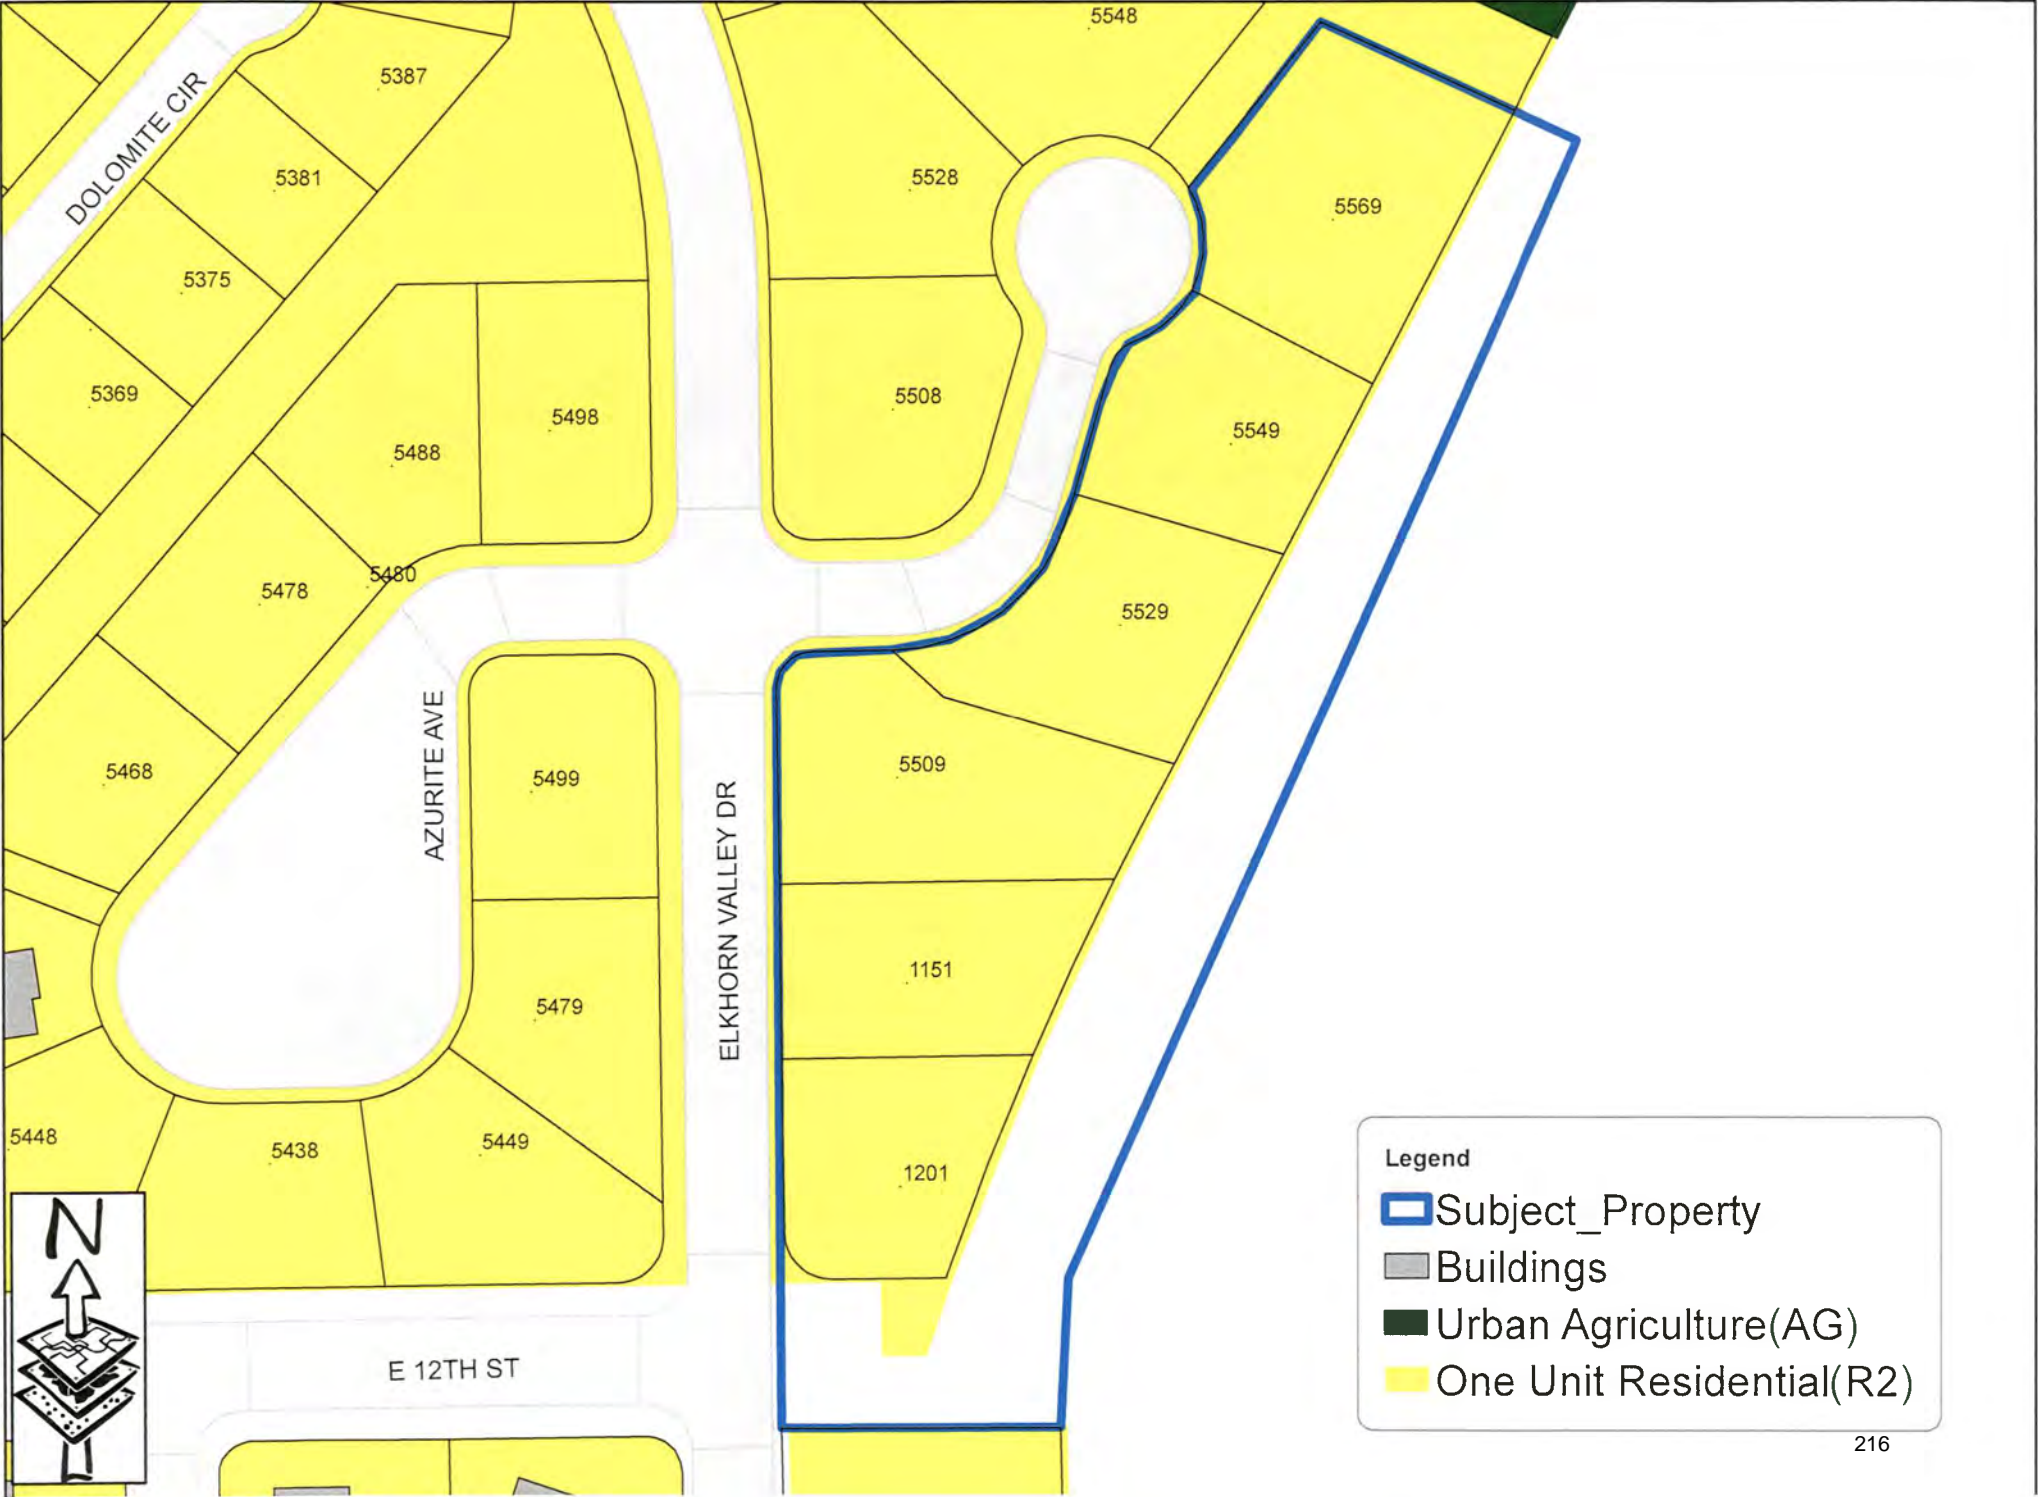 5548
5387
DOLOMITE CIR
5381
5528
5569
5375
5369
5508
5498
5488
5549
5480
5478
5529
AZURITE AVE
5468
5499
5509
ELKHORN VALLEY DR
1151
5479
5448
5438
5449
1201
N
E 12TH ST
Legend
Subject_Property
Buildings
Urban Agriculture(AG)
One Unit Residential(R2)
216